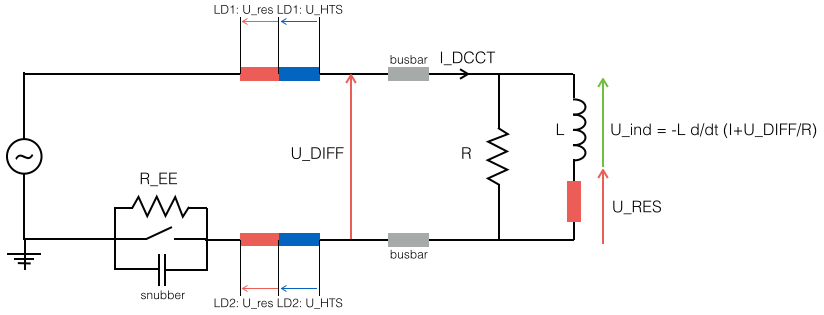 LD1: U_res LD1: U_HTS
busbar
I_DCCT
U_DIFF
R
L
U_ind = -L d/dt (I+U_DIFF/R)
~
R_EE
U_RES
busbar
snubber
LD2: U_res LD2: U_HTS